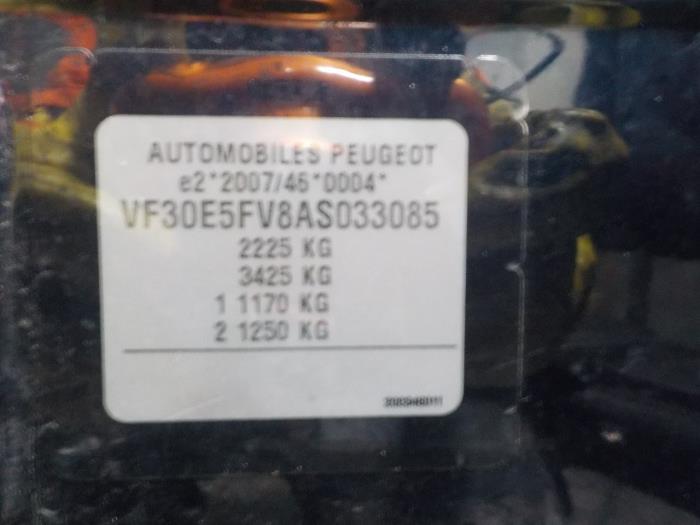 AUTOMOBILES PEUGEOT
e2*2007/46*0004*
VF30E5FV8AS033085
2225 KG
3425 KG
1 1170 KG
2 1250 KG